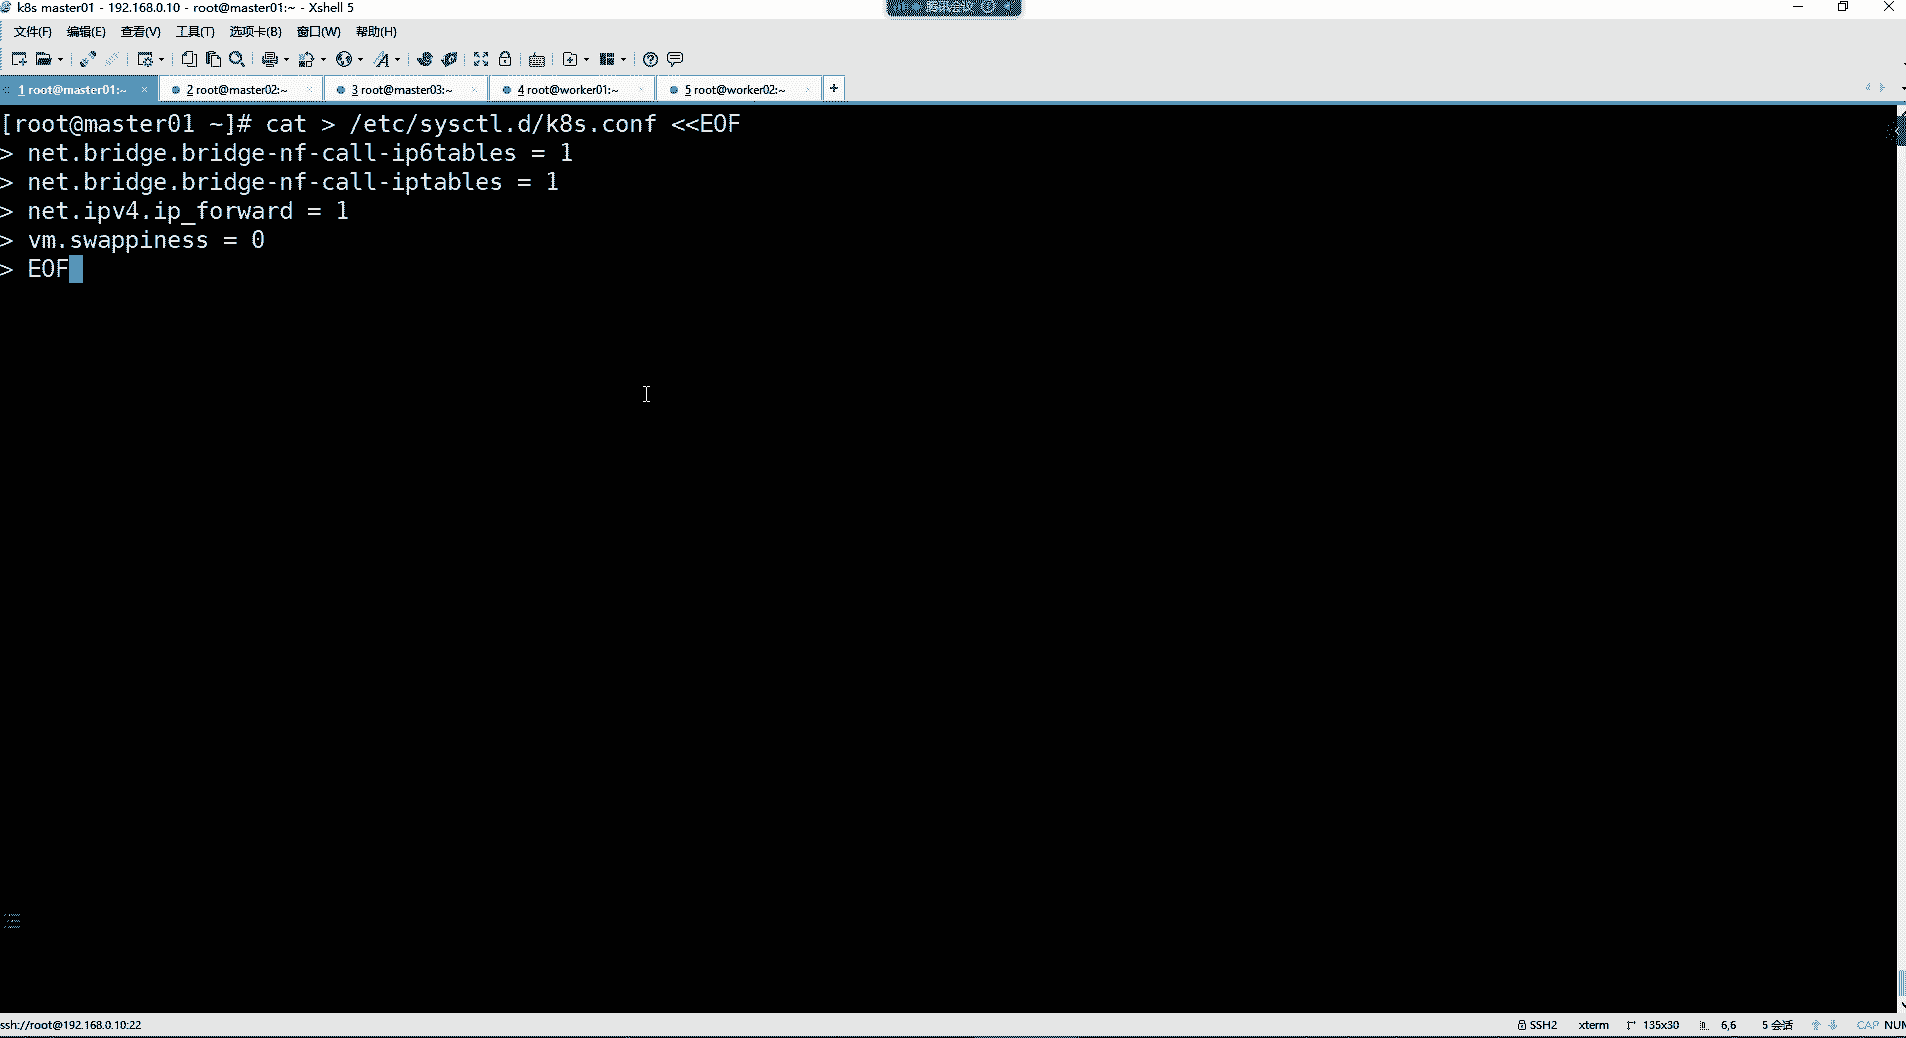 k8s master01 - 192.168.0.10 - root@master01:~ - Xshell 5
腾讯会议
文件(F) 编辑(E) 查看(V) 工具(T) 选项卡(B) 窗口(W) 帮助(H)
1 root@master01:~ 2 root@master02:~ 3 root@master03:~ 4 root@worker01:~ 5 root@worker02:~
[root@master01 ~]# cat > /etc/sysctl.d/k8s.conf <<EOF
> net.bridge.bridge-nf-call-ip6tables = 1
> net.bridge.bridge-nf-call-iptables = 1
> net.ipv4.ip_forward = 1
> vm.swappiness = 0
> EOF
ssh://root@192.168.0.10:22 SSH2 xterm 135x30 6,6 5 会话 CAP NUM